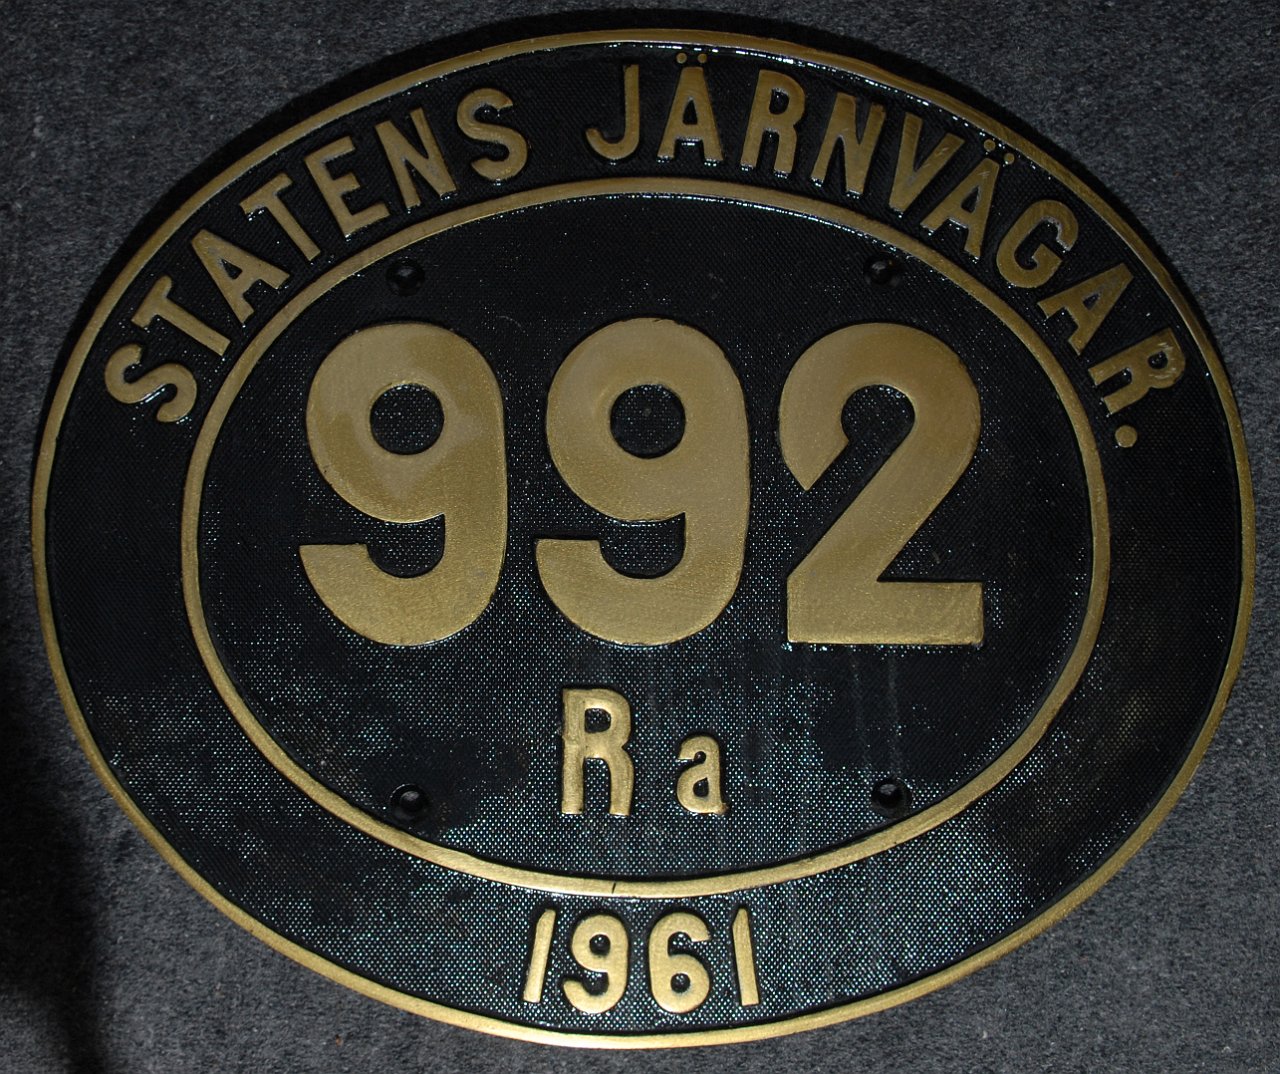 STATENS JÄRNVÄGAR.
992
Ra
1961